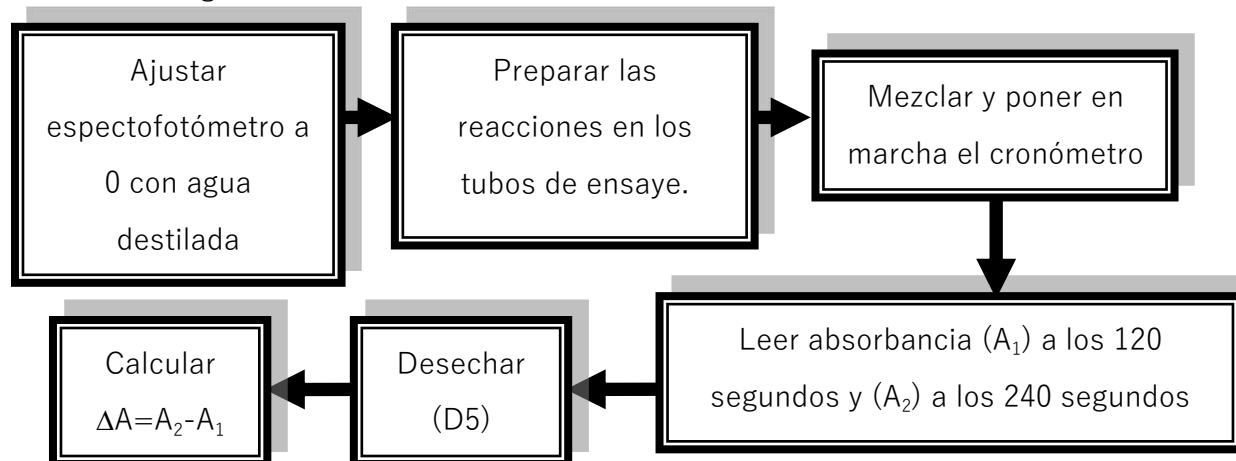 Ajustar
espectofotómetro a
0 con agua
destilada
Preparar las
reacciones en los
tubos de ensaye.
Mezclar y poner en
marcha el cronómetro
Leer absorbancia (A₁) a los 120
segundos y (A₂) a los 240 segundos
Desechar
(D5)
Calcular
ΔA=A₂-A₁